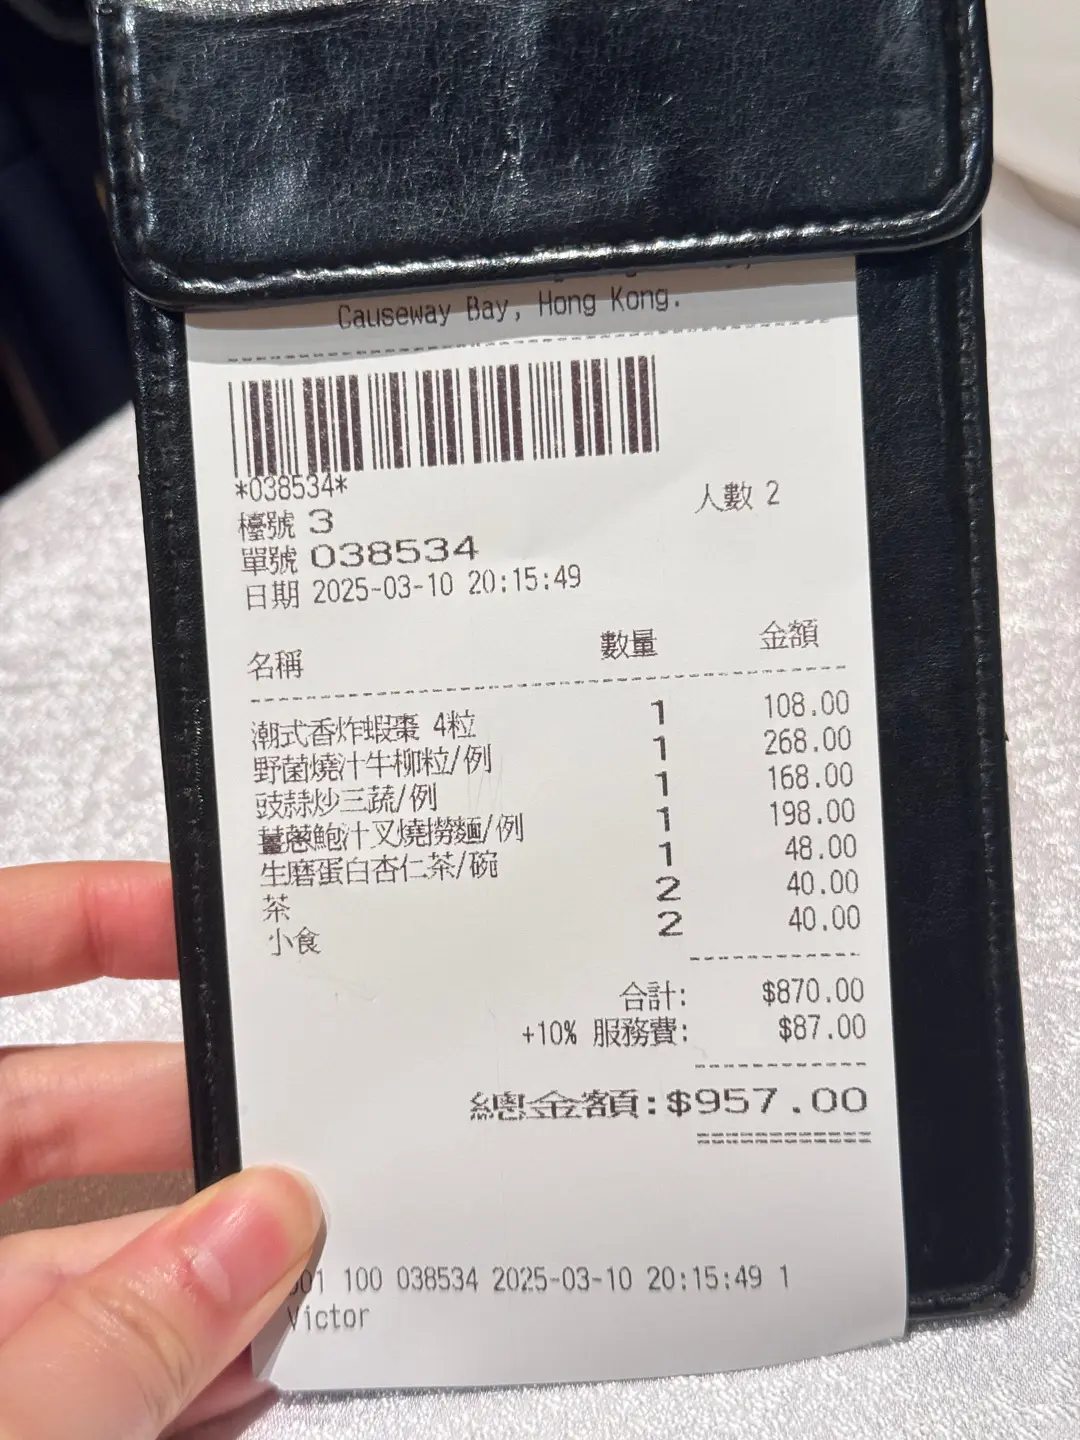 Causeway Bay, Hong Kong.
*038534*
人數 2
檯號 3
單號 038534
日期 2025-03-10 20:15:49
名稱 數量 金額
潮式香炸蝦棗 4粒 1 108.00
野菌燒汁牛柳粒/例 1 268.00
豉蒜炒三蔬/例 1 168.00
薑蔥鮑汁叉燒撈麵/例 1 198.00
生磨蛋白杏仁茶/碗 1 48.00
茶 2 40.00
小食 2 40.00
合計: $870.00
+10% 服務費: $87.00
總金額:$957.00
01 100 038534 2025-03-10 20:15:49 1
Victor